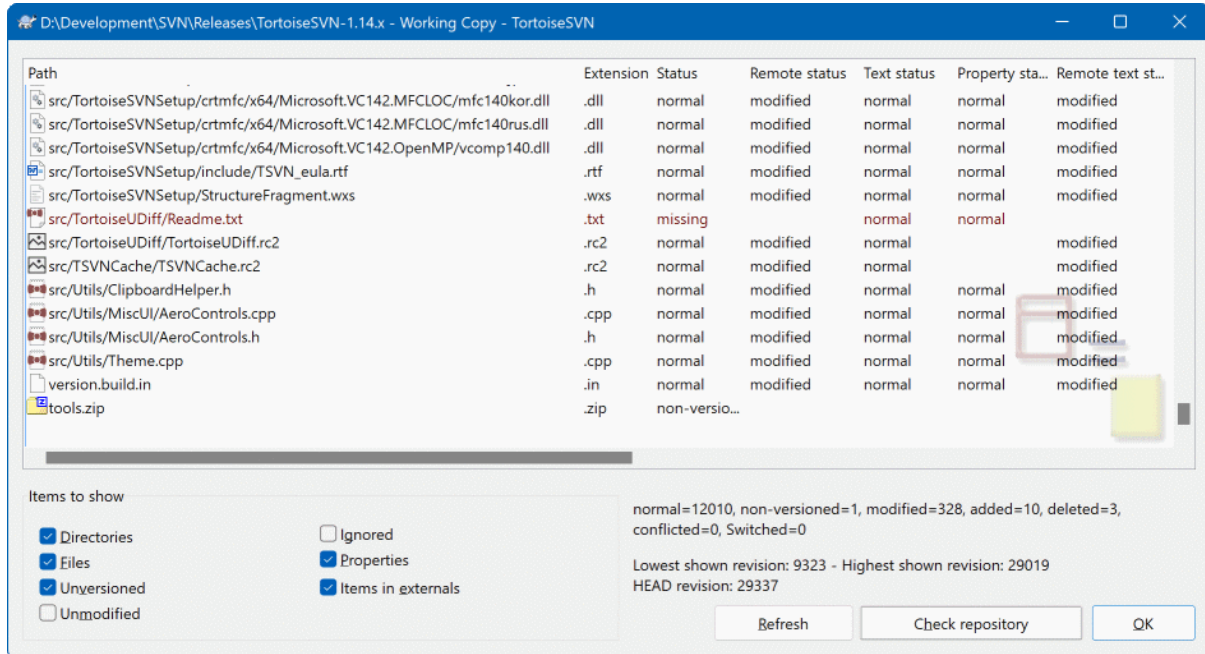 D:\Development\SVN\Releases\TortoiseSVN-1.14.x - Working Copy - TortoiseSVN
Path Extension Status Remote status Text status Property sta... Remote text st...
src/TortoiseSVNSetup/crtmfc/x64/Microsoft.VC142.MFCLOC/mfc140kor.dll .dll normal modified normal normal modified
src/TortoiseSVNSetup/crtmfc/x64/Microsoft.VC142.MFCLOC/mfc140rus.dll .dll normal modified normal normal modified
src/TortoiseSVNSetup/crtmfc/x64/Microsoft.VC142.OpenMP/vcomp140.dll .dll normal modified normal normal modified
src/TortoiseSVNSetup/include/TSVN_eula.rtf .rtf normal modified normal normal modified
src/TortoiseSVNSetup/StructureFragment.wxs .wxs normal modified normal normal modified
src/TortoiseUDiff/Readme.txt .txt missing normal normal
src/TortoiseUDiff/TortoiseUDiff.rc2 .rc2 normal modified normal modified
src/TSVNCache/TSVNCache.rc2 .rc2 normal modified normal modified
src/Utils/ClipboardHelper.h .h normal modified normal normal modified
src/Utils/MiscUI/AeroControls.cpp .cpp normal modified normal normal modified
src/Utils/MiscUI/AeroControls.h .h normal modified normal normal modified
src/Utils/Theme.cpp .cpp normal modified normal normal modified
version.build.in .in normal modified normal normal modified
tools.zip .zip non-versio...
Items to show
Directories
Files
Unversioned
Unmodified
Ignored
Properties
Items in externals
normal=12010, non-versioned=1, modified=328, added=10, deleted=3,
conflicted=0, Switched=0
Lowest shown revision: 9323 - Highest shown revision: 29019
HEAD revision: 29337
Refresh Check repository OK